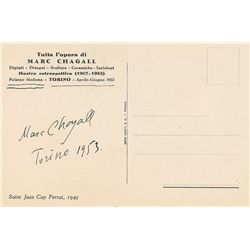 Tutta l'opera di
MARC CHAGALL
Dipinti - Disegni - Sculture - Ceramiche - Incisioni
Mostra retrospettiva (1907-1953)
Palazzo Madama - TORINO - Aprile-Giugno 1953
Marc Chagall
Torino 1953.
Saint Jean Cap Ferrat, 1949